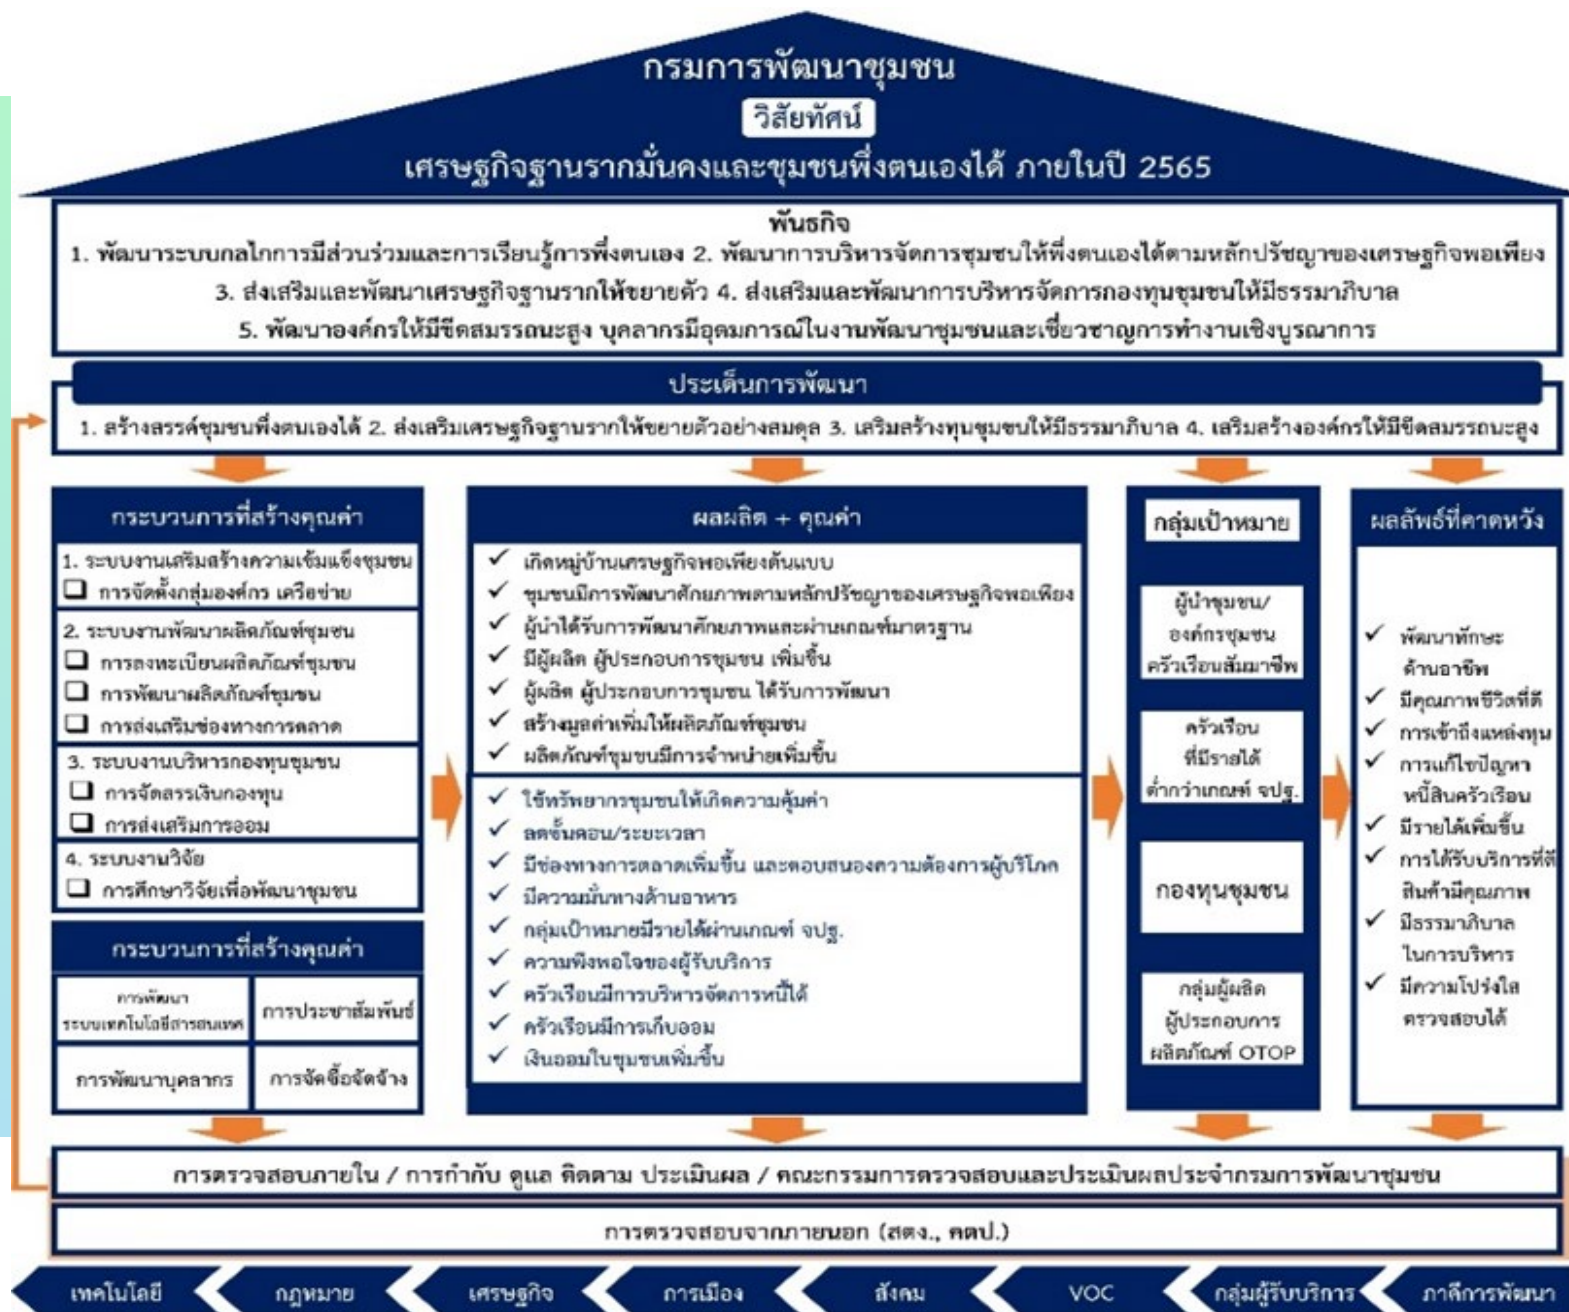 กรมการพัฒนาชุมชน
วิสัยทัศน์
เศรษฐกิจฐานรากมั่นคงและชุมชนพึ่งตนเองได้ ภายในปี 2565
พันธกิจ
1. พัฒนาระบบกลไกการมีส่วนร่วมและการเรียนรู้การพึ่งตนเอง 2. พัฒนาการบริหารจัดการชุมชนให้พึ่งตนเองได้ตามหลักปรัชญาของเศรษฐกิจพอเพียง
3. ส่งเสริมและพัฒนาเศรษฐกิจฐานรากให้ขยายตัว 4. ส่งเสริมและพัฒนาการบริหารจัดการกองทุนชุมชนให้มีธรรมาภิบาล
5. พัฒนาองค์กรให้มีขีดสมรรถนะสูง บุคลากรมีอุดมการณ์ในงานพัฒนาชุมชนและเชี่ยวชาญการทำงานเชิงบูรณาการ
ประเด็นการพัฒนา
1. สร้างสรรค์ชุมชนพึ่งตนเองได้ 2. ส่งเสริมเศรษฐกิจฐานรากให้ขยายตัวอย่างสมดุล 3. เสริมสร้างทุนชุมชนให้มีธรรมาภิบาล 4. เสริมสร้างองค์กรให้มีขีดสมรรถนะสูง
กระบวนการที่สร้างคุณค่า
1. ระบบงานเสริมสร้างความเข้มแข็งชุมชน
การจัดตั้งกลุ่มองค์กร เครือข่าย
2. ระบบงานพัฒนาผลิตภัณฑ์ชุมชน
การลงทะเบียนผลิตภัณฑ์ชุมชน
การพัฒนาผลิตภัณฑ์ชุมชน
การส่งเสริมช่องทางการตลาด
3. ระบบงานบริหารกองทุนชุมชน
การจัดสรรเงินกองทุน
การส่งเสริมการออม
4. ระบบงานวิจัย
การศึกษาวิจัยเพื่อพัฒนาชุมชน
กระบวนการที่สร้างคุณค่า
การพัฒนา
ระบบเทคโนโลยีสารสนเทศ
การประชาสัมพันธ์
การพัฒนาบุคลากร
การจัดซื้อจัดจ้าง
ผลผลิต + คุณค่า
✓ เกิดหมู่บ้านเศรษฐกิจพอเพียงต้นแบบ
✓ ชุมชนมีการพัฒนาศักยภาพตามหลักปรัชญาของเศรษฐกิจพอเพียง
✓ ผู้นำได้รับการพัฒนาศักยภาพและผ่านเกณฑ์มาตรฐาน
✓ มีผู้ผลิต ผู้ประกอบการชุมชน เพิ่มขึ้น
✓ ผู้ผลิต ผู้ประกอบการชุมชน ได้รับการพัฒนา
✓ สร้างมูลค่าเพิ่มให้ผลิตภัณฑ์ชุมชน
✓ ผลิตภัณฑ์ชุมชนมีการจำหน่ายเพิ่มขึ้น
✓ ใช้ทรัพยากรชุมชนให้เกิดความคุ้มค่า
✓ ลดขั้นตอน/ระยะเวลา
✓ มีช่องทางการตลาดเพิ่มขึ้น และตอบสนองความต้องการผู้บริโภค
✓ มีความมั่นทางด้านอาหาร
✓ กลุ่มเป้าหมายมีรายได้ผ่านเกณฑ์ จปฐ.
✓ ความพึงพอใจของผู้รับบริการ
✓ ครัวเรือนมีการบริหารจัดการหนี้ได้
✓ ครัวเรือนมีการเก็บออม
✓ เงินออมในชุมชนเพิ่มขึ้น
กลุ่มเป้าหมาย
ผู้นำชุมชน/
องค์กรชุมชน
ครัวเรือนสัมมาชีพ
ครัวเรือน
ที่มีรายได้
ต่ำกว่าเกณฑ์ จปฐ.
กองทุนชุมชน
กลุ่มผู้ผลิต
ผู้ประกอบการ
ผลิตภัณฑ์ OTOP
ผลลัพธ์ที่คาดหวัง
✓ พัฒนาทักษะ
ด้านอาชีพ
✓ มีคุณภาพชีวิตที่ดี
✓ การเข้าถึงแหล่งทุน
✓ การแก้ไขปัญหา
หนี้สินครัวเรือน
✓ มีรายได้เพิ่มขึ้น
✓ การได้รับบริการที่ดี
สินค้ามีคุณภาพ
✓ มีธรรมาภิบาล
ในการบริหาร
✓ มีความโปร่งใส
ตรวจสอบได้
การตรวจสอบภายใน / การกำกับ ดูแล ติดตาม ประเมินผล / คณะกรรมการตรวจสอบและประเมินผลประจำกรมการพัฒนาชุมชน
การตรวจสอบจากภายนอก (สตง., คตป.)
เทคโนโลยี
กฎหมาย
เศรษฐกิจ
การเมือง
สังคม
VOC
กลุ่มผู้รับบริการ
ภาคีการพัฒนา